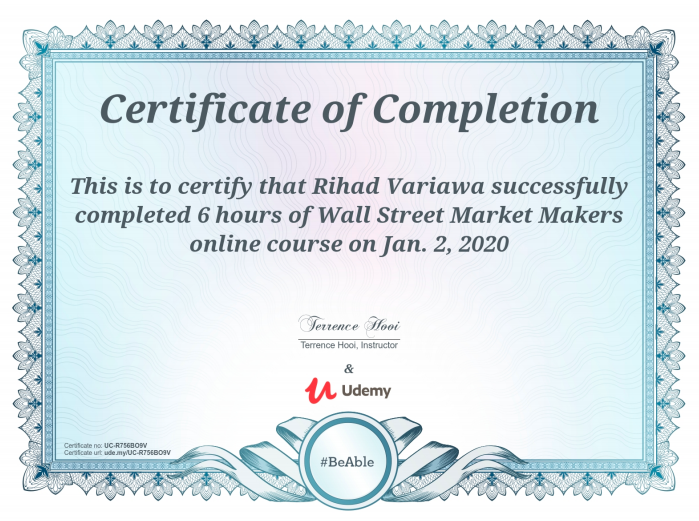 Certificate of Completion
This is to certify that Rihad Variawa successfully
completed 6 hours of Wall Street Market Makers
online course on Jan. 2, 2020
Terrence Hooi
Terrence Hooi, Instructor
&
Udemy
Certificate no: UC-R756BO9V
Certificate url: ude.my/UC-R756BO9V
#BeAble